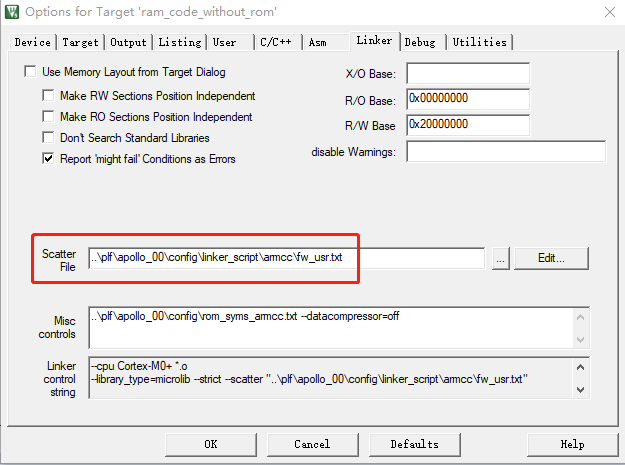 Options for Target 'ram_code_without_rom'
Device Target Output Listing User C/C++ Asm Linker Debug Utilities
Use Memory Layout from Target Dialog
Make RW Sections Position Independent
Make RO Sections Position Independent
Don't Search Standard Libraries
Report 'might fail' Conditions as Errors
X/O Base:
R/O Base: 0x00000000
R/W Base 0x20000000
disable Warnings:
Scatter
File
..\plf\apollo_00\config\linker_script\armcc\fw_usr.txt
... Edit...
Misc
controls
..\plf\apollo_00\config\rom_syms_armcc.txt --datacompressor=off
Linker
control
string
--cpu Cortex-M0+ *.o
--library_type=microlib --strict --scatter "..\plf\apollo_00\config\linker_script\armcc\fw_usr.txt"
OK Cancel Defaults Help